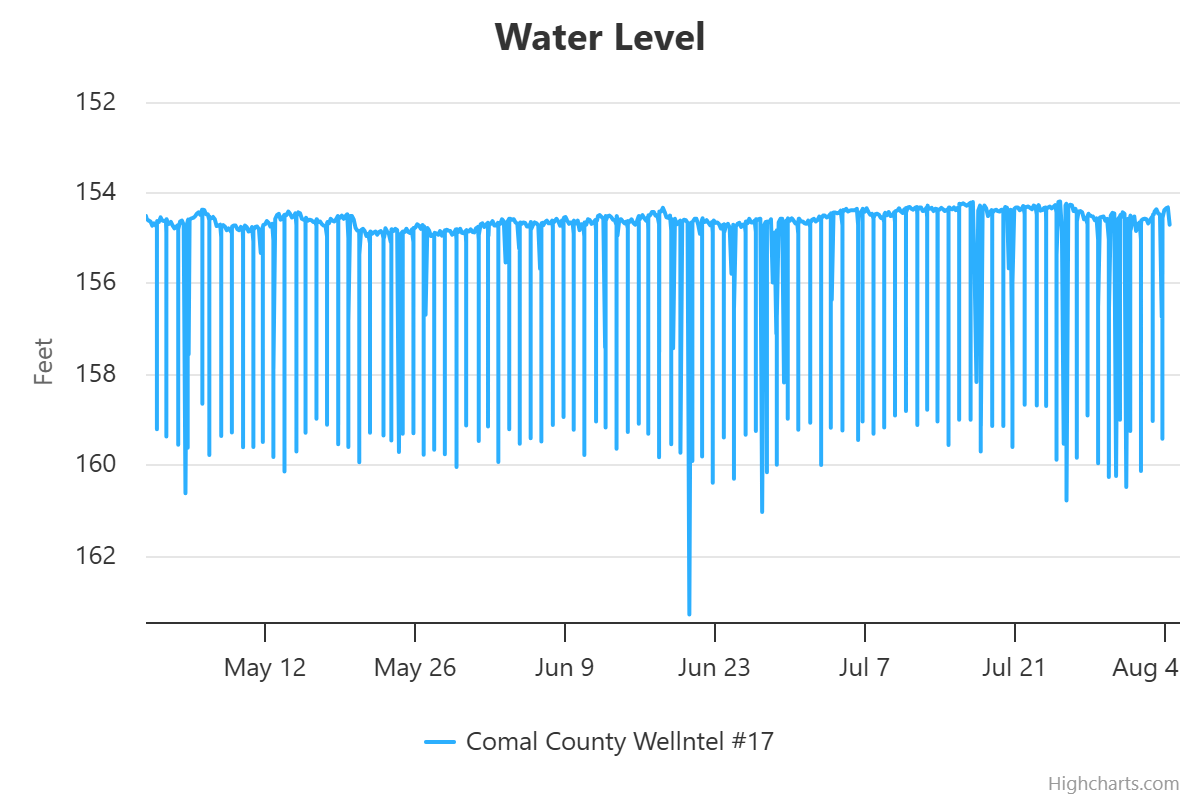 Water Level
152
154
156
158
160
162
Feet
May 12
May 26
Jun 9
Jun 23
Jul 7
Jul 21
Aug 4
Comal County Wellntel #17
Highcharts.com